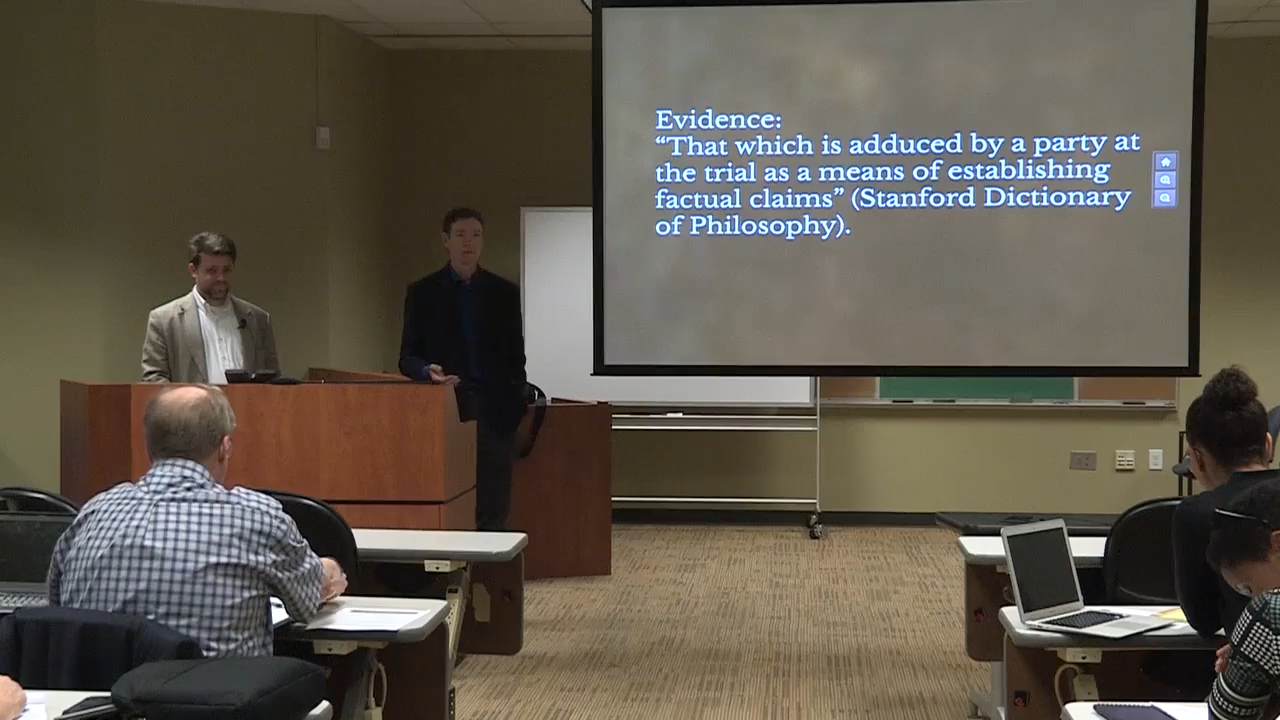 Evidence:
“That which is adduced by a party at
the trial as a means of establishing
factual claims” (Stanford Dictionary
of Philosophy).